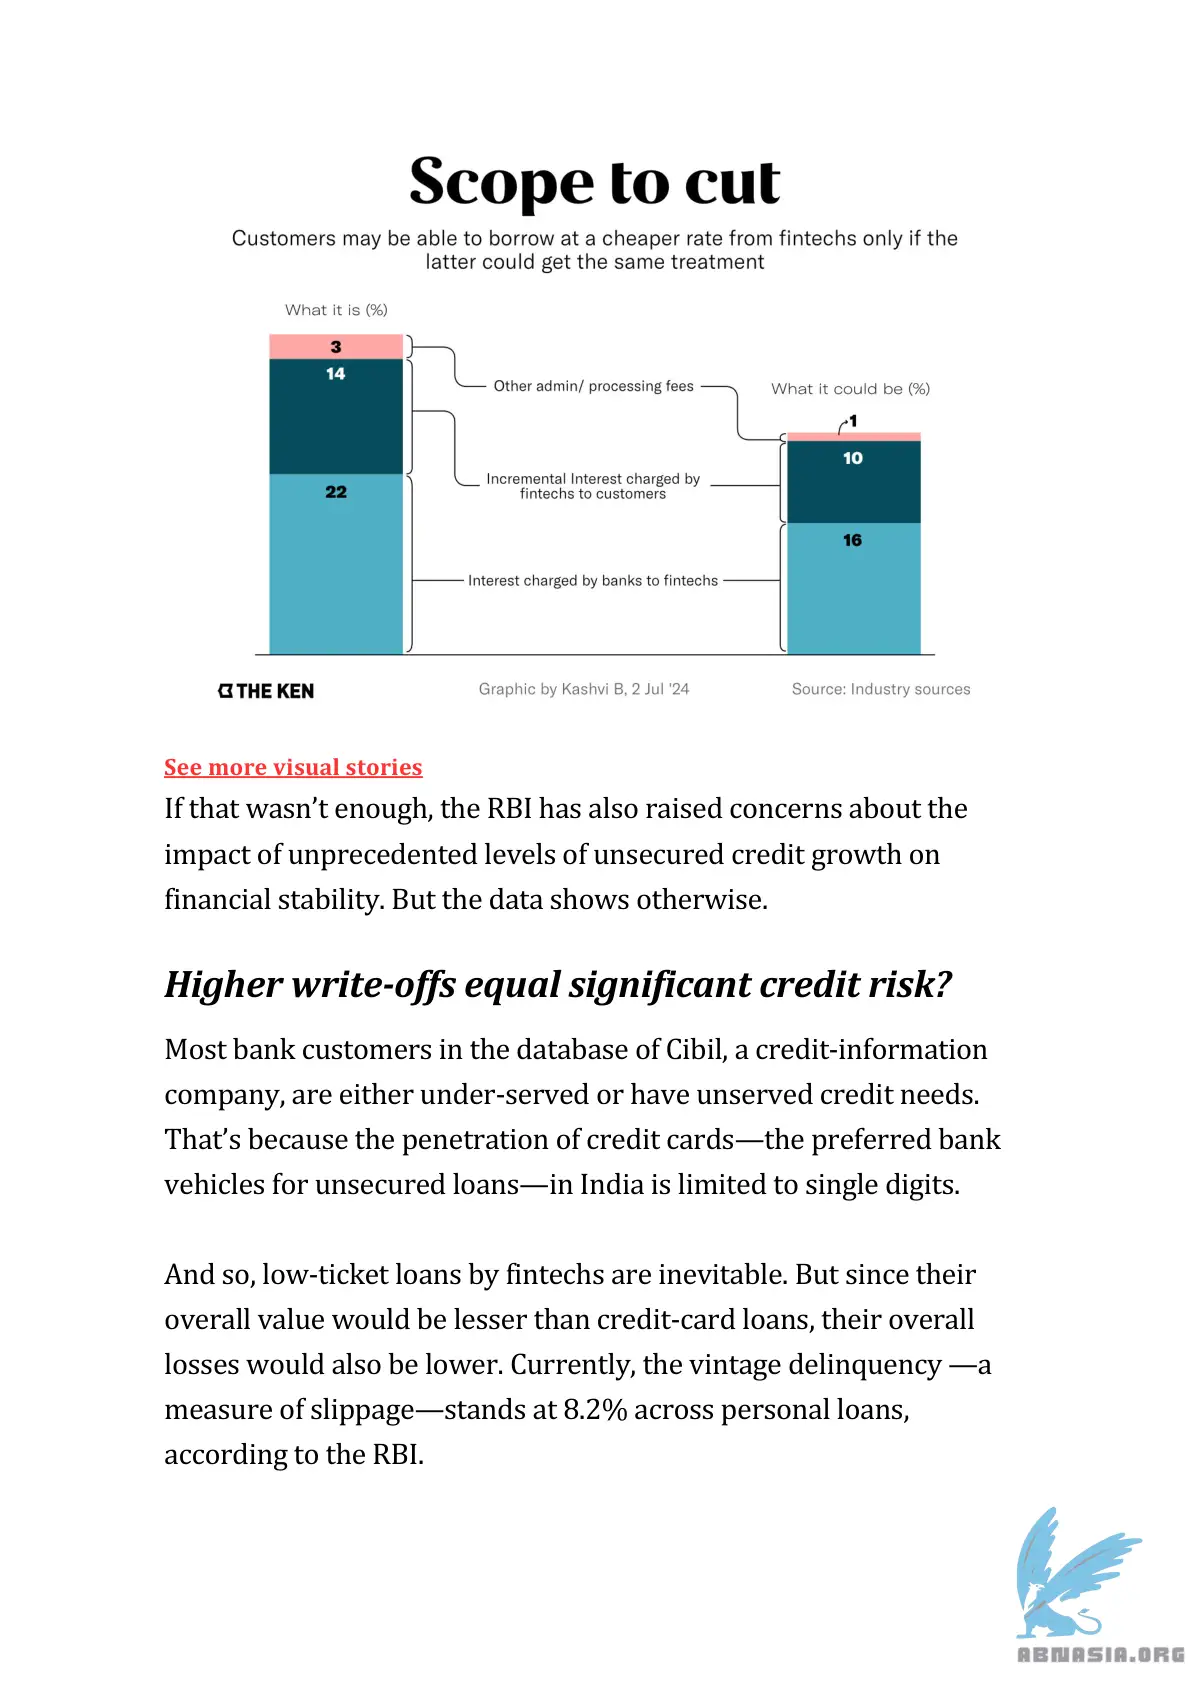 Scope to cut
Customers may be able to borrow at a cheaper rate from fintechs only if the
latter could get the same treatment
What it is (%)
3
14
22
Other admin/ processing fees
Incremental Interest charged by
fintechs to customers
Interest charged by banks to fintechs
What it could be (%)
1
10
16
THE KEN
Graphic by Kashvi B, 2 Jul '24
Source: Industry sources
See more visual stories
If that wasn’t enough, the RBI has also raised concerns about the
impact of unprecedented levels of unsecured credit growth on
financial stability. But the data shows otherwise.
Higher write-offs equal significant credit risk?
Most bank customers in the database of Cibil, a credit-information
company, are either under-served or have unserved credit needs.
That’s because the penetration of credit cards—the preferred bank
vehicles for unsecured loans—in India is limited to single digits.
And so, low-ticket loans by fintechs are inevitable. But since their
overall value would be lesser than credit-card loans, their overall
losses would also be lower. Currently, the vintage delinquency —a
measure of slippage—stands at 8.2% across personal loans,
according to the RBI.
ABNASIA.ORG